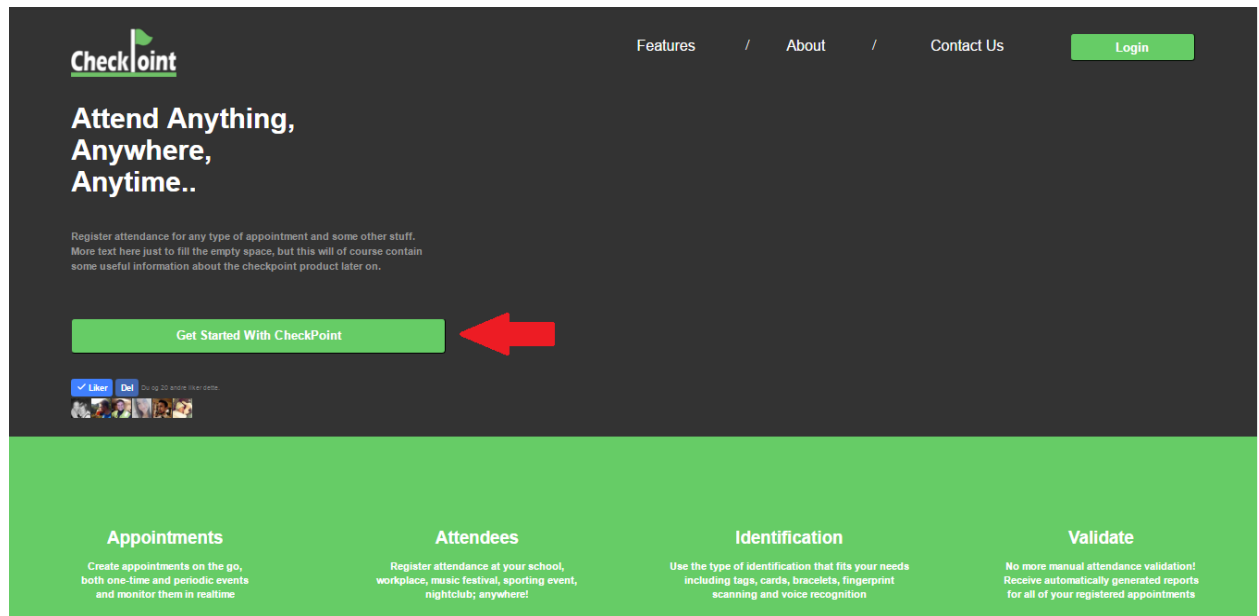 CheckPoint
Features / About / Contact Us
Login
Attend Anything,
Anywhere,
Anytime..
Register attendance for any type of appointment and some other stuff.
More text here just to fill the empty space, but this will of course contain
some useful information about the checkpoint product later on.
Get Started With CheckPoint
Liker
Del
Du og 20 andre liker dette.
Appointments
Create appointments on the go,
both one-time and periodic events
and monitor them in realtime
Attendees
Register attendance at your school,
workplace, music festival, sporting event,
nightclub; anywhere!
Identification
Use the type of identification that fits your needs
including tags, cards, bracelets, fingerprint
scanning and voice recognition
Validate
No more manual attendance validation!
Receive automatically generated reports
for all of your registered appointments